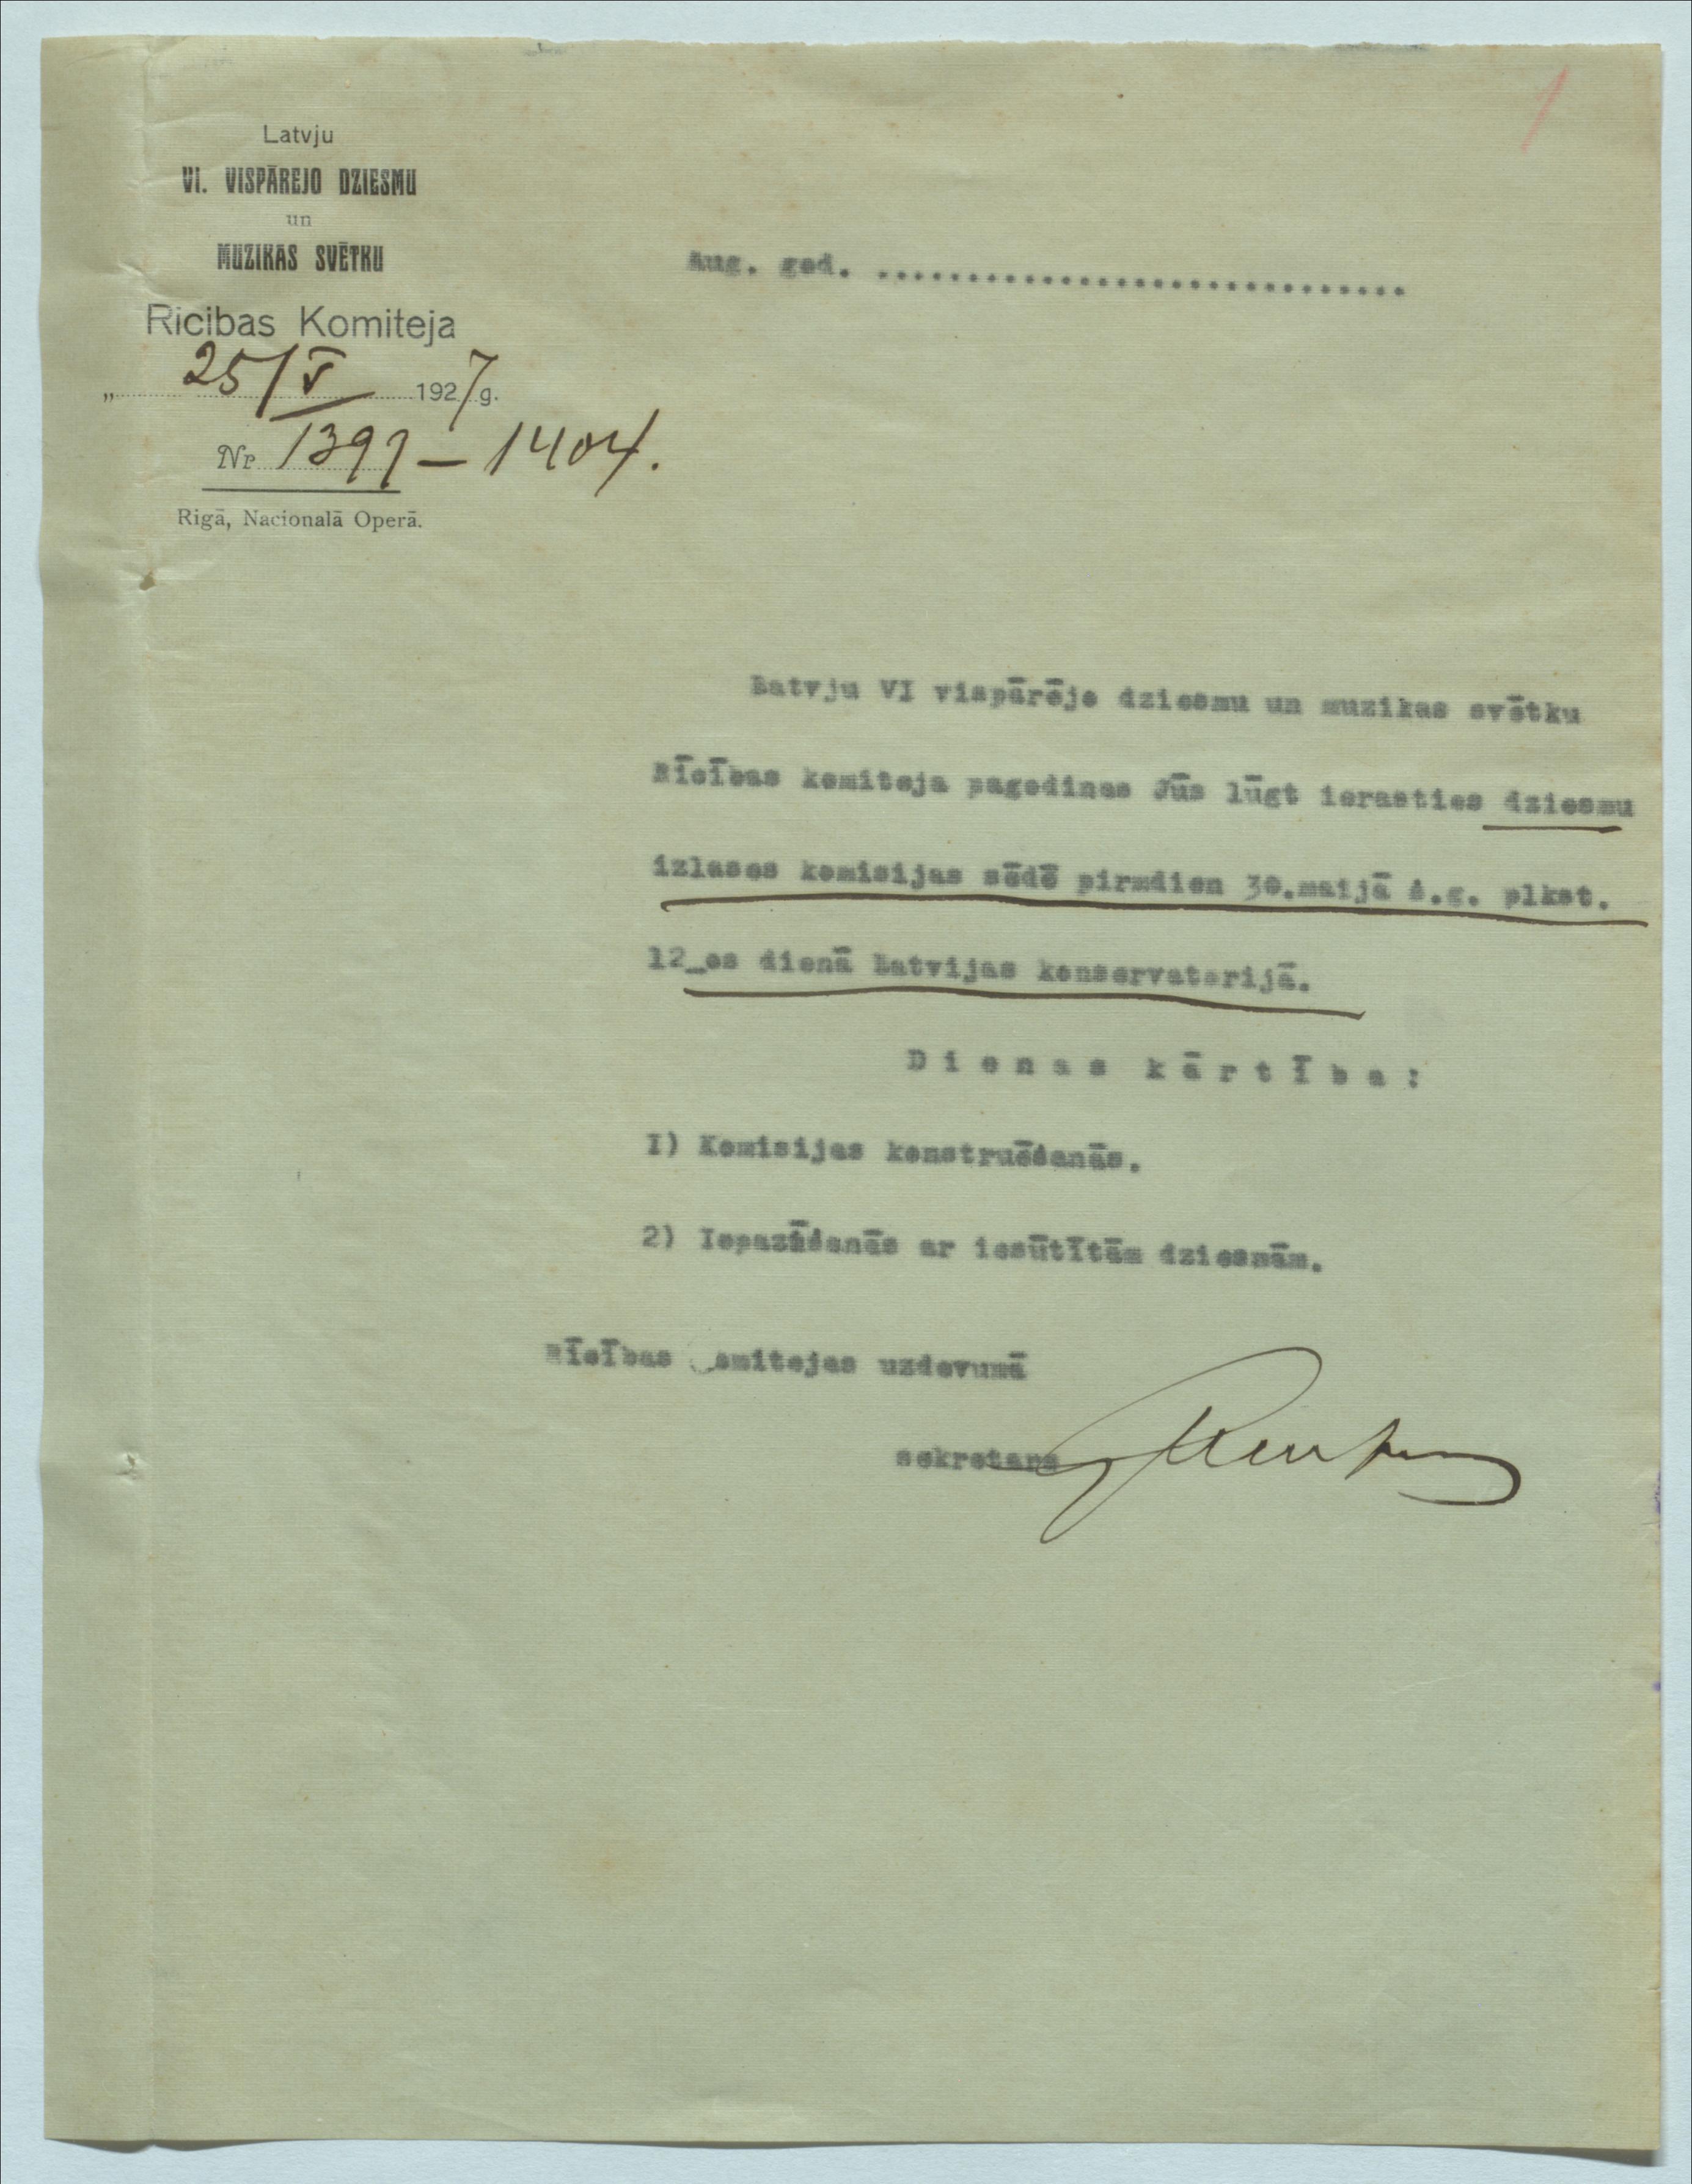 1
Latvju
VI. VISPĀREJO DZIESMU
un
MUZIKAS SVĒTKU
Ricibas Komiteja
„ 25/V 1927 g.
Nr 1397 – 1404.
Rigā, Nacionalā Operā.
Aug. god. ................................
Latvju VI vispārējo dziesmu un muzikas svētku
Rīcības komiteja pagodinas Jūs lūgt ierasties dziesmu
izlases komisijas sēdē pirmdien 30.maijā š.g. plkst.
12_os dienā Latvijas konservatorijā.
Dienas kārtība:
I) Komisijas konstruēšanās.
2) Iepazīšanās ar iesūtītām dziesmām.
Rīcības omitejas uzdevumā
sekretars